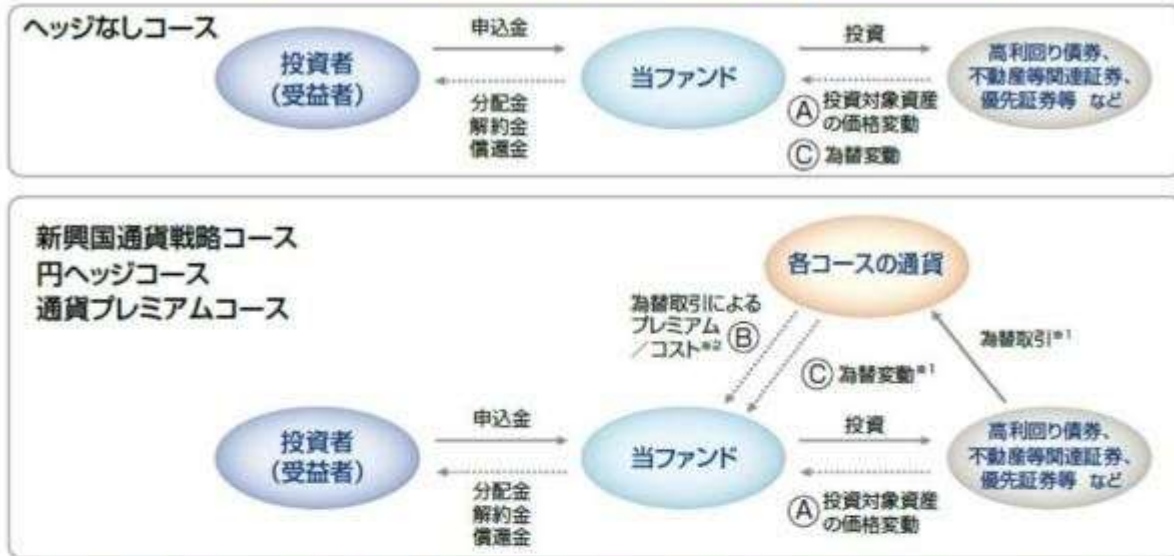 ヘッジなしコース
投資者
(受益者)
申込金
分配金
解約金
償還金
当ファンド
投資
Ⓐ 投資対象資産
の価格変動
Ⓒ 為替変動
高利回り債券、
不動産等関連証券、
優先証券等 など
新興国通貨戦略コース
円ヘッジコース
通貨プレミアムコース
各コースの通貨
為替取引による
プレミアム
/コスト※2 Ⓑ
Ⓒ 為替変動※1
為替取引※1
投資者
(受益者)
申込金
分配金
解約金
償還金
当ファンド
投資
Ⓐ 投資対象資産
の価格変動
高利回り債券、
不動産等関連証券、
優先証券等 など